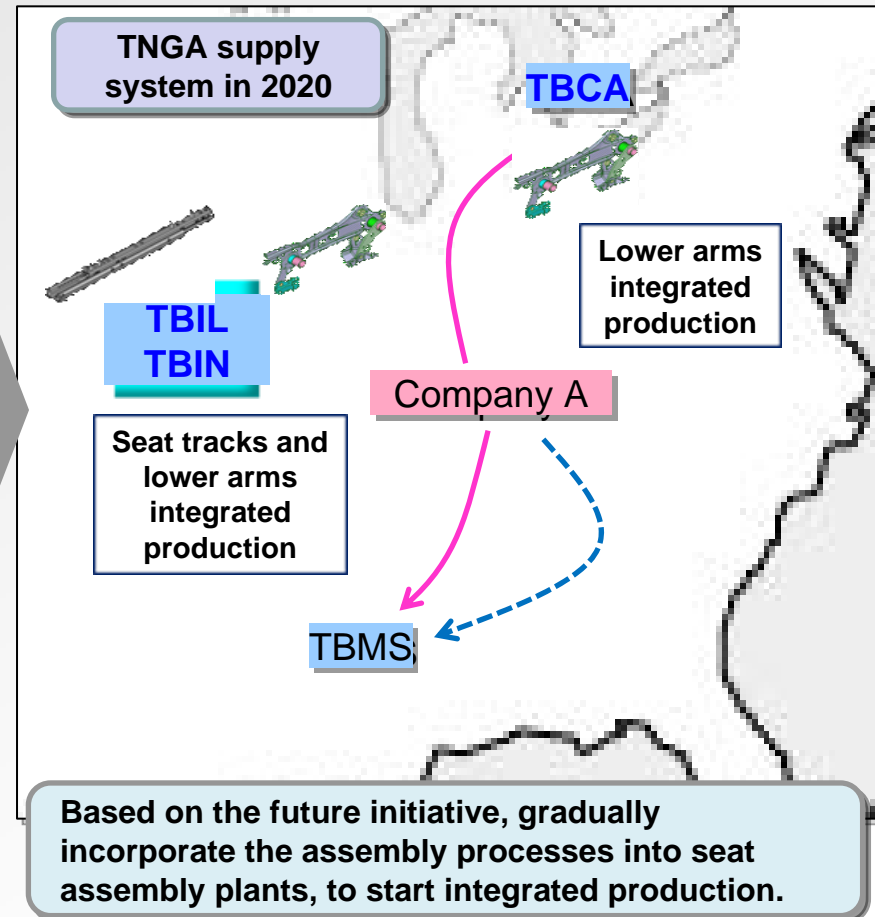 TNGA supply
system in 2020
TBCA
Lower arms
integrated
production
TBIL
TBIN
Company A
Seat tracks and
lower arms
integrated
production
TBMS
Based on the future initiative, gradually
incorporate the assembly processes into seat
assembly plants, to start integrated production.